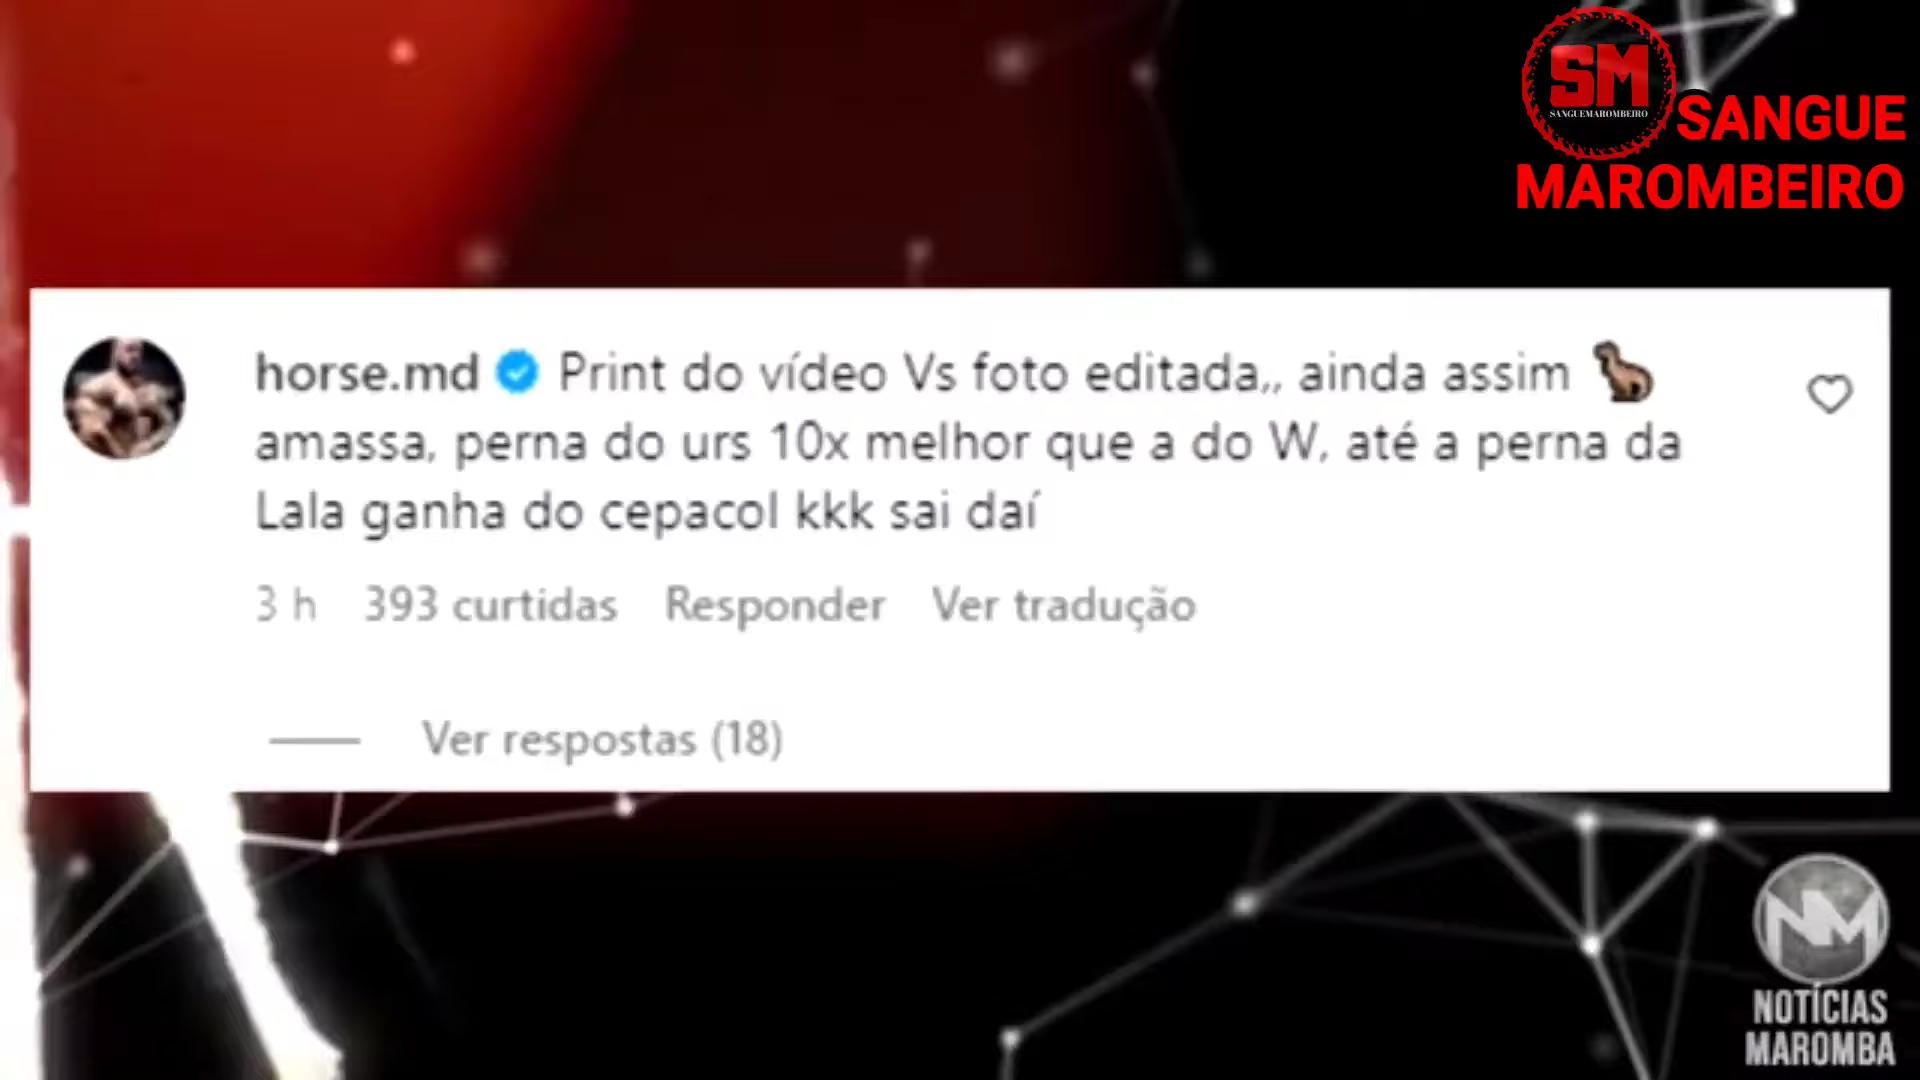 SM
SANGUEMAROMBEIRO
SANGUE
MAROMBEIRO
horse.md Print do vídeo Vs foto editada,, ainda assim
amassa, perna do urs 10x melhor que a do W, até a perna da
Lala ganha do cepacol kkk sai daí
3 h 393 curtidas Responder Ver tradução
Ver respostas (18)
NM
NOTÍCIAS
MAROMBA